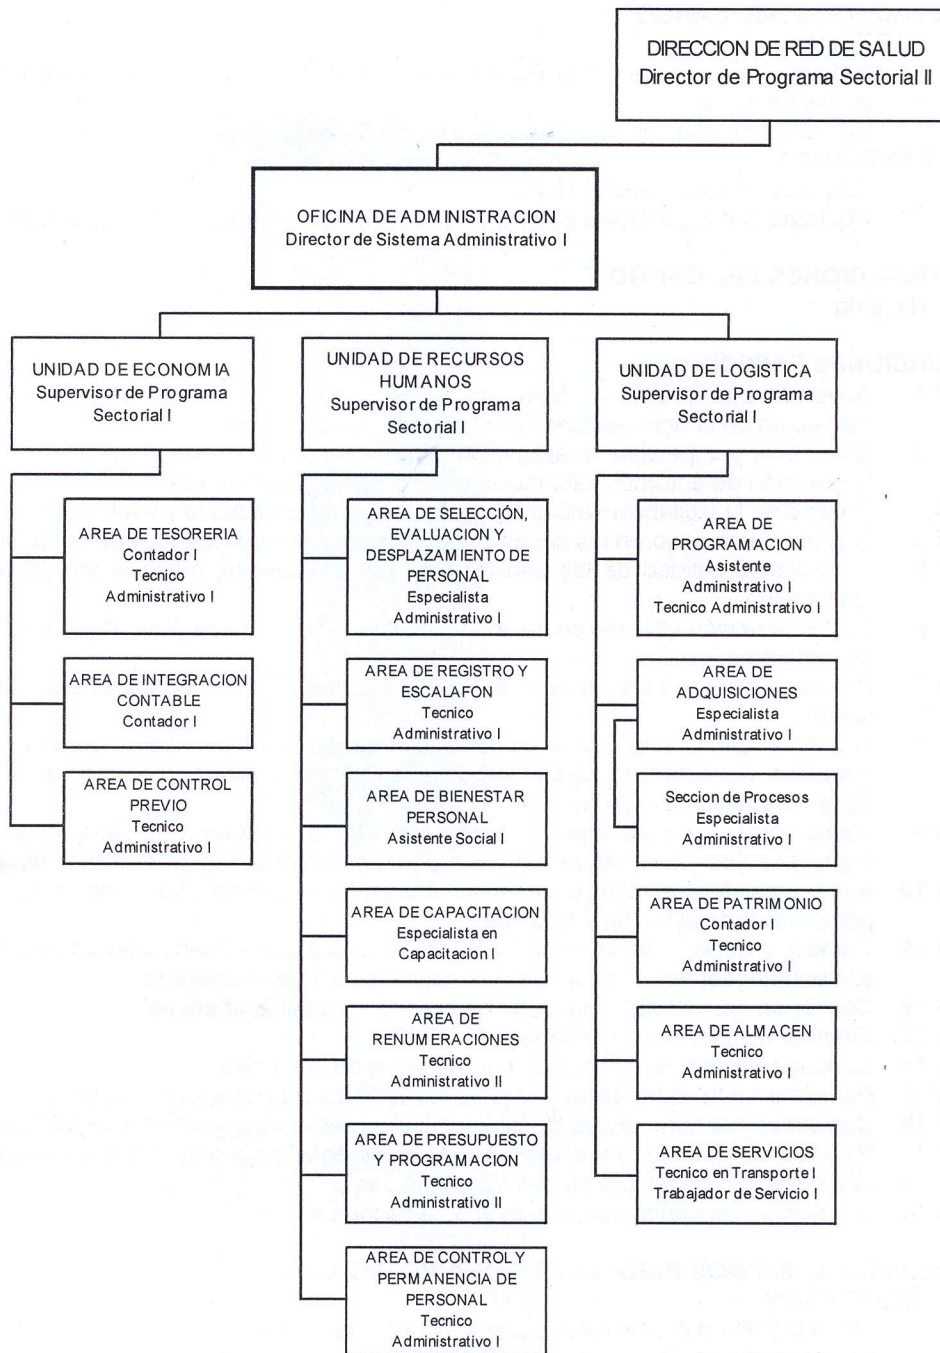 DIRECCION DE RED DE SALUD
Director de Programa Sectorial II
OFICINA DE ADMINISTRACION
Director de Sistema Administrativo I
UNIDAD DE ECONOMIA
Supervisor de Programa
Sectorial I
UNIDAD DE RECURSOS
HUMANOS
Supervisor de Programa
Sectorial I
UNIDAD DE LOGISTICA
Supervisor de Programa
Sectorial I
AREA DE TESORERIA
Contador I
Tecnico
Administrativo I
AREA DE INTEGRACION
CONTABLE
Contador I
AREA DE CONTROL
PREVIO
Tecnico
Administrativo I
AREA DE SELECCIÓN,
EVALUACION Y
DESPLAZAMIENTO DE
PERSONAL
Especialista
Administrativo I
AREA DE REGISTRO Y
ESCALAFON
Tecnico
Administrativo I
AREA DE BIENESTAR
PERSONAL
Asistente Social I
AREA DE CAPACITACION
Especialista en
Capacitacion I
AREA DE
RENUMERACIONES
Tecnico
Administrativo II
AREA DE PRESUPUESTO
Y PROGRAMACION
Tecnico
Administrativo II
AREA DE CONTROL Y
PERMANENCIA DE
PERSONAL
Tecnico
Administrativo I
AREA DE
PROGRAMACION
Asistente
Administrativo I
Tecnico Administrativo I
AREA DE
ADQUISICIONES
Especialista
Administrativo I
Seccion de Procesos
Especialista
Administrativo I
AREA DE PATRIMONIO
Contador I
Tecnico
Administrativo I
AREA DE ALMACEN
Tecnico
Administrativo I
AREA DE SERVICIOS
Tecnico en Transporte I
Trabajador de Servicio I